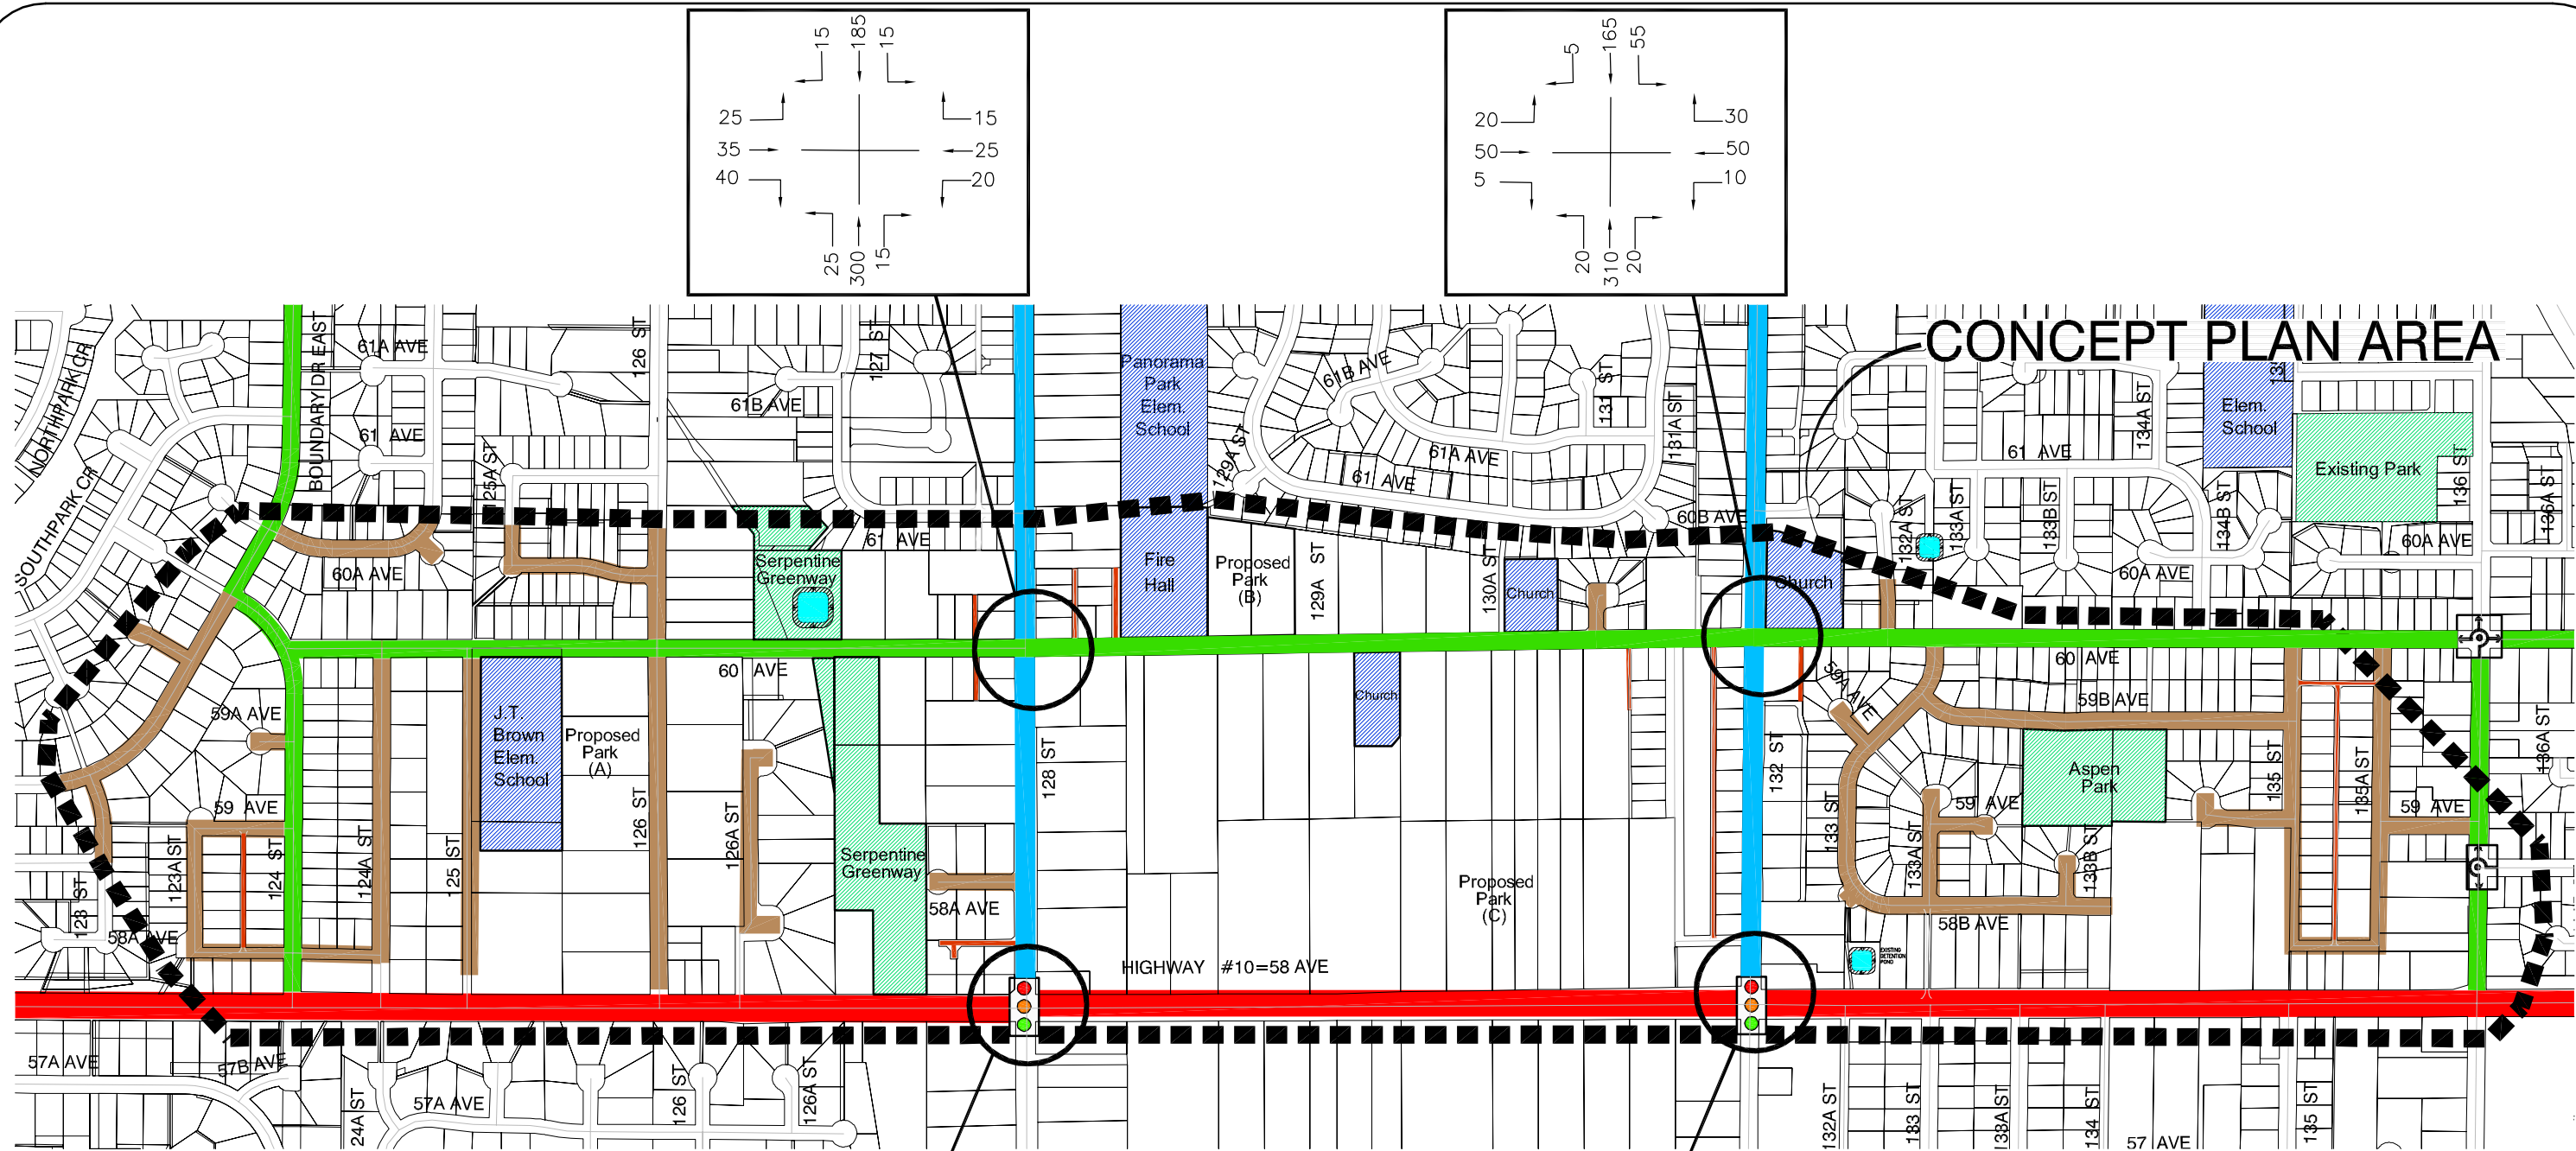 15
185
15
25
35
40
15
25
20
25
300
15
5
165
55
20
50
5
30
50
10
20
310
20
CONCEPT PLAN AREA
NORTHPARK CR
SOUTHPARK CR
BOUNDARY DR EAST
61A AVE
61 AVE
125A ST
126 ST
61B AVE
127 ST
61 AVE
60A AVE
Serpentine
Greenway
Panorama
Park
Elem.
School
Fire
Hall
Proposed
Park
(B)
129A ST
129A ST
61B AVE
61A AVE
61 AVE
131 ST
131A ST
60B AVE
130A ST
Church
Church
132A ST
133A ST
61 AVE
133B ST
134A ST
134B ST
60A AVE
Elem.
School
Existing Park
136 ST
136A ST
60A AVE
59A AVE
59 AVE
123A ST
124 ST
124A ST
125 ST
123 ST
58A AVE
J.T.
Brown
Elem.
School
Proposed
Park
(A)
126 ST
60 AVE
126A ST
Serpentine
Greenway
58A AVE
128 ST
Church
Proposed
Park
(C)
HIGHWAY #10=58 AVE
132 ST
59A AVE
133 ST
60 AVE
59B AVE
59 AVE
133A ST
133B ST
Aspen
Park
58B AVE
EXISTING
DETENTION
POND
135 ST
135A ST
59 AVE
136A ST
57A AVE
57B AVE
24A ST
57A AVE
126 ST
126A ST
132A ST
133 ST
133A ST
134 ST
57 AVE
135 ST